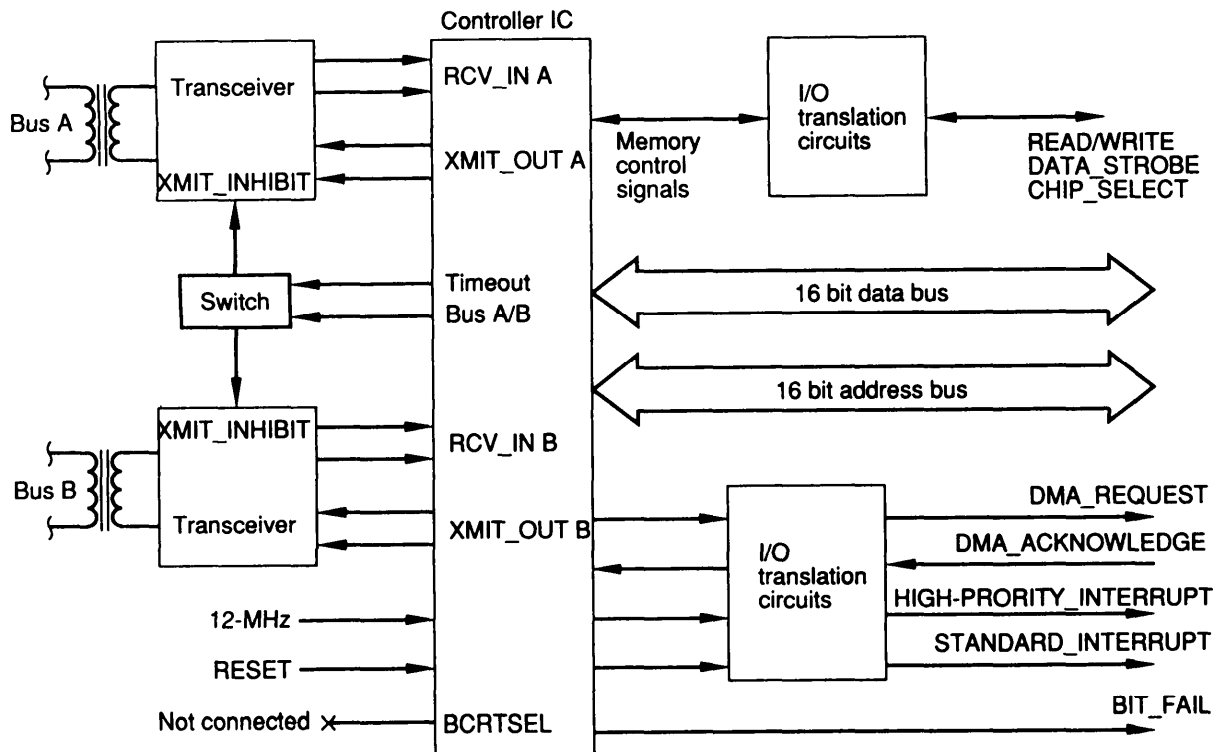 Controller IC
Transceiver
Bus A
XMIT_INHIBIT
RCV_IN A
XMIT_OUT A
Memory
control
signals
I/O
translation
circuits
READ/WRITE
DATA_STROBE
CHIP_SELECT
Switch
Timeout
Bus A/B
16 bit data bus
16 bit address bus
XMIT_INHIBIT
Bus B
Transceiver
RCV_IN B
XMIT_OUT B
I/O
translation
circuits
DMA_REQUEST
DMA_ACKNOWLEDGE
HIGH-PRORITY_INTERRUPT
STANDARD_INTERRUPT
12-MHz
RESET
Not connected
BCRTSEL
BIT_FAIL